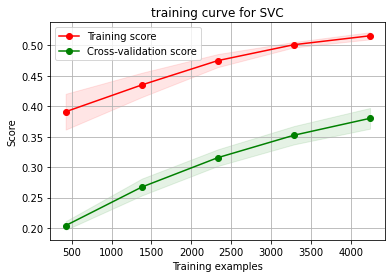 training curve for SVC
Training score
Cross-validation score
Score
0.50
0.45
0.40
0.35
0.30
0.25
0.20
500 1000 1500 2000 2500 3000 3500 4000
Training examples